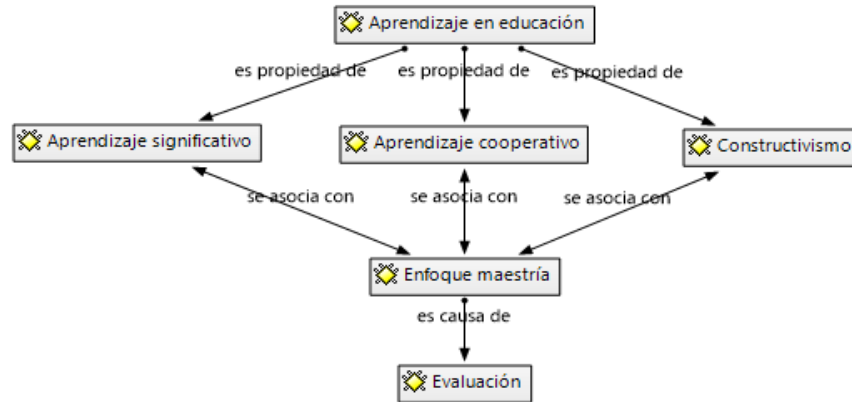 Aprendizaje en educación
es propiedad de
es propiedad de
es propiedad de
Aprendizaje significativo
Aprendizaje cooperativo
Constructivismo
se asocia con
se asocia con
se asocia con
Enfoque maestría
es causa de
Evaluación